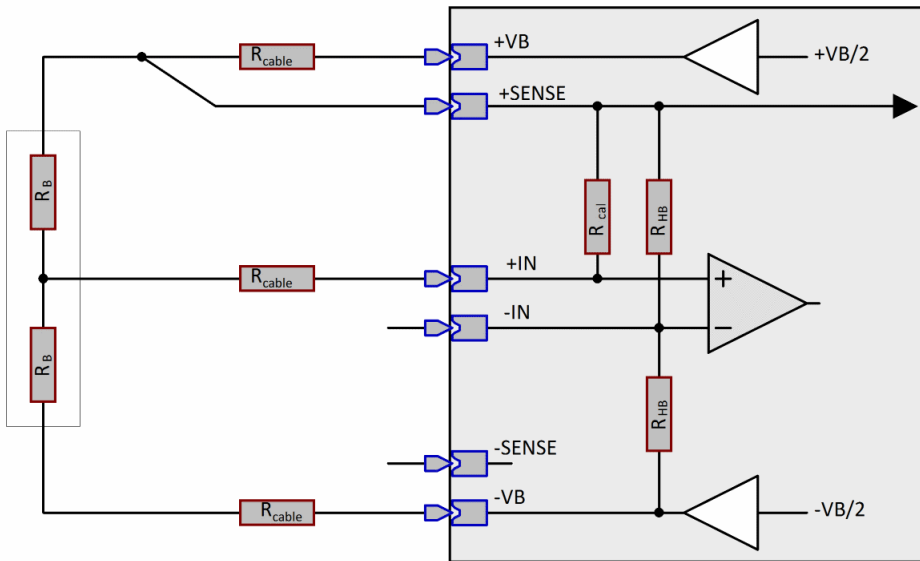 Rcable
+VB
+VB/2
+SENSE
RB
Rcal
RHB
Rcable
+IN
+
-IN
−
RB
RHB
-SENSE
Rcable
-VB
-VB/2